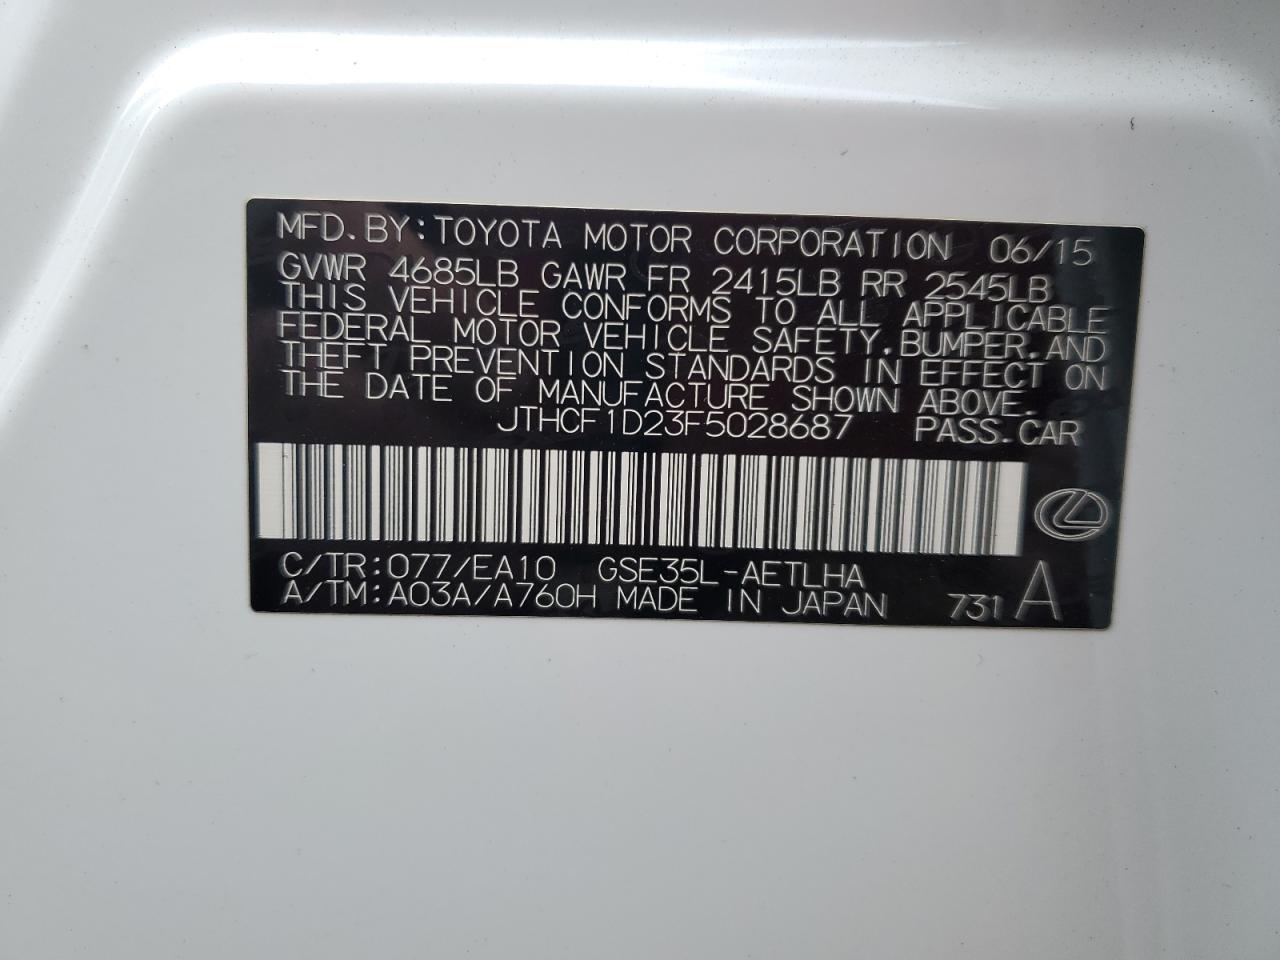 MFD.BY:TOYOTA MOTOR CORPORATION 06/15
GVWR 4685LB GAWR FR 2415LB RR 2545LB
THIS VEHICLE CONFORMS TO ALL APPLICABLE
FEDERAL MOTOR VEHICLE SAFETY,BUMPER,AND
THEFT PREVENTION STANDARDS IN EFFECT ON
THE DATE OF MANUFACTURE SHOWN ABOVE.
JTHCF1D23F5028687 PASS.CAR
C/TR:077/EA10 GSE35L-AETLHA
A/TM:A03A/A760H MADE IN JAPAN 731 A